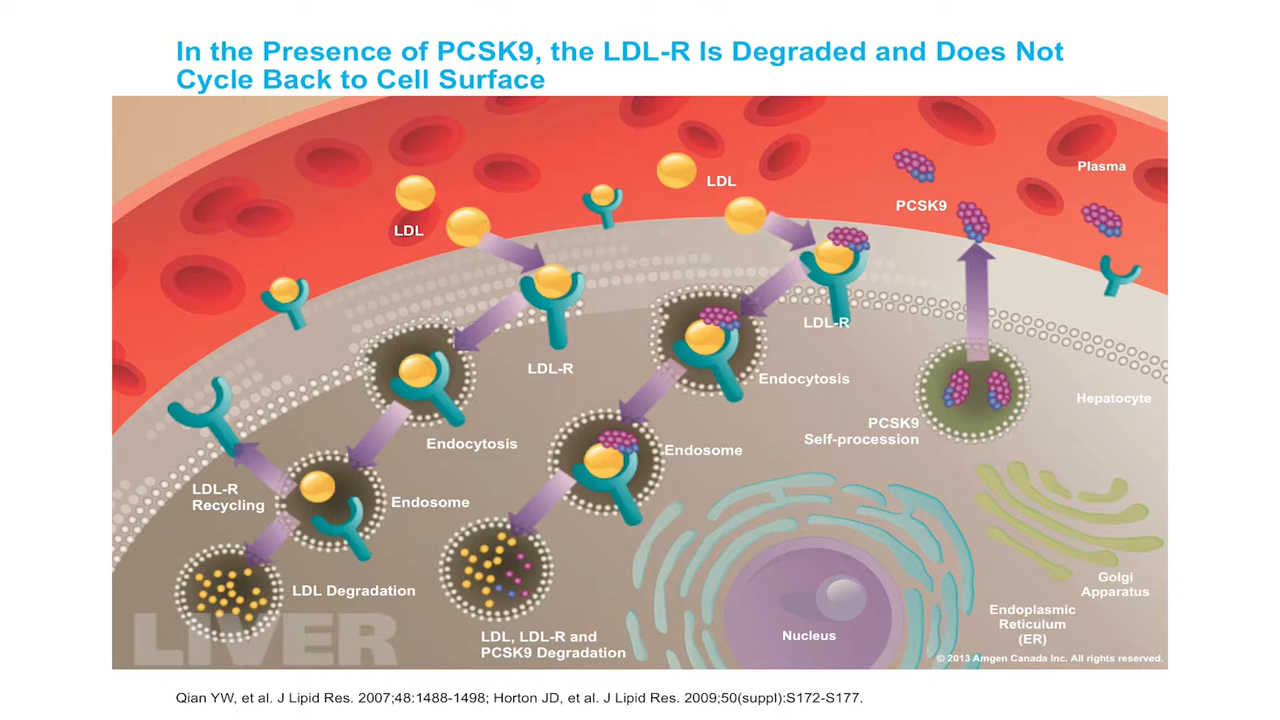 In the Presence of PCSK9, the LDL-R Is Degraded and Does Not
Cycle Back to Cell Surface
Plasma
LDL
LDL
PCSK9
LDL-R
LDL-R
Endocytosis
Hepatocyte
PCSK9
Self-procession
Endocytosis
Endosome
LDL-R
Recycling
Endosome
LDL Degradation
Golgi
Apparatus
Endoplasmic
Reticulum
(ER)
LIVER
LDL, LDL-R and
PCSK9 Degradation
Nucleus
© 2013 Amgen Canada Inc. All rights reserved.
Qian YW, et al. J Lipid Res. 2007;48:1488-1498; Horton JD, et al. J Lipid Res. 2009;50(suppl):S172-S177.